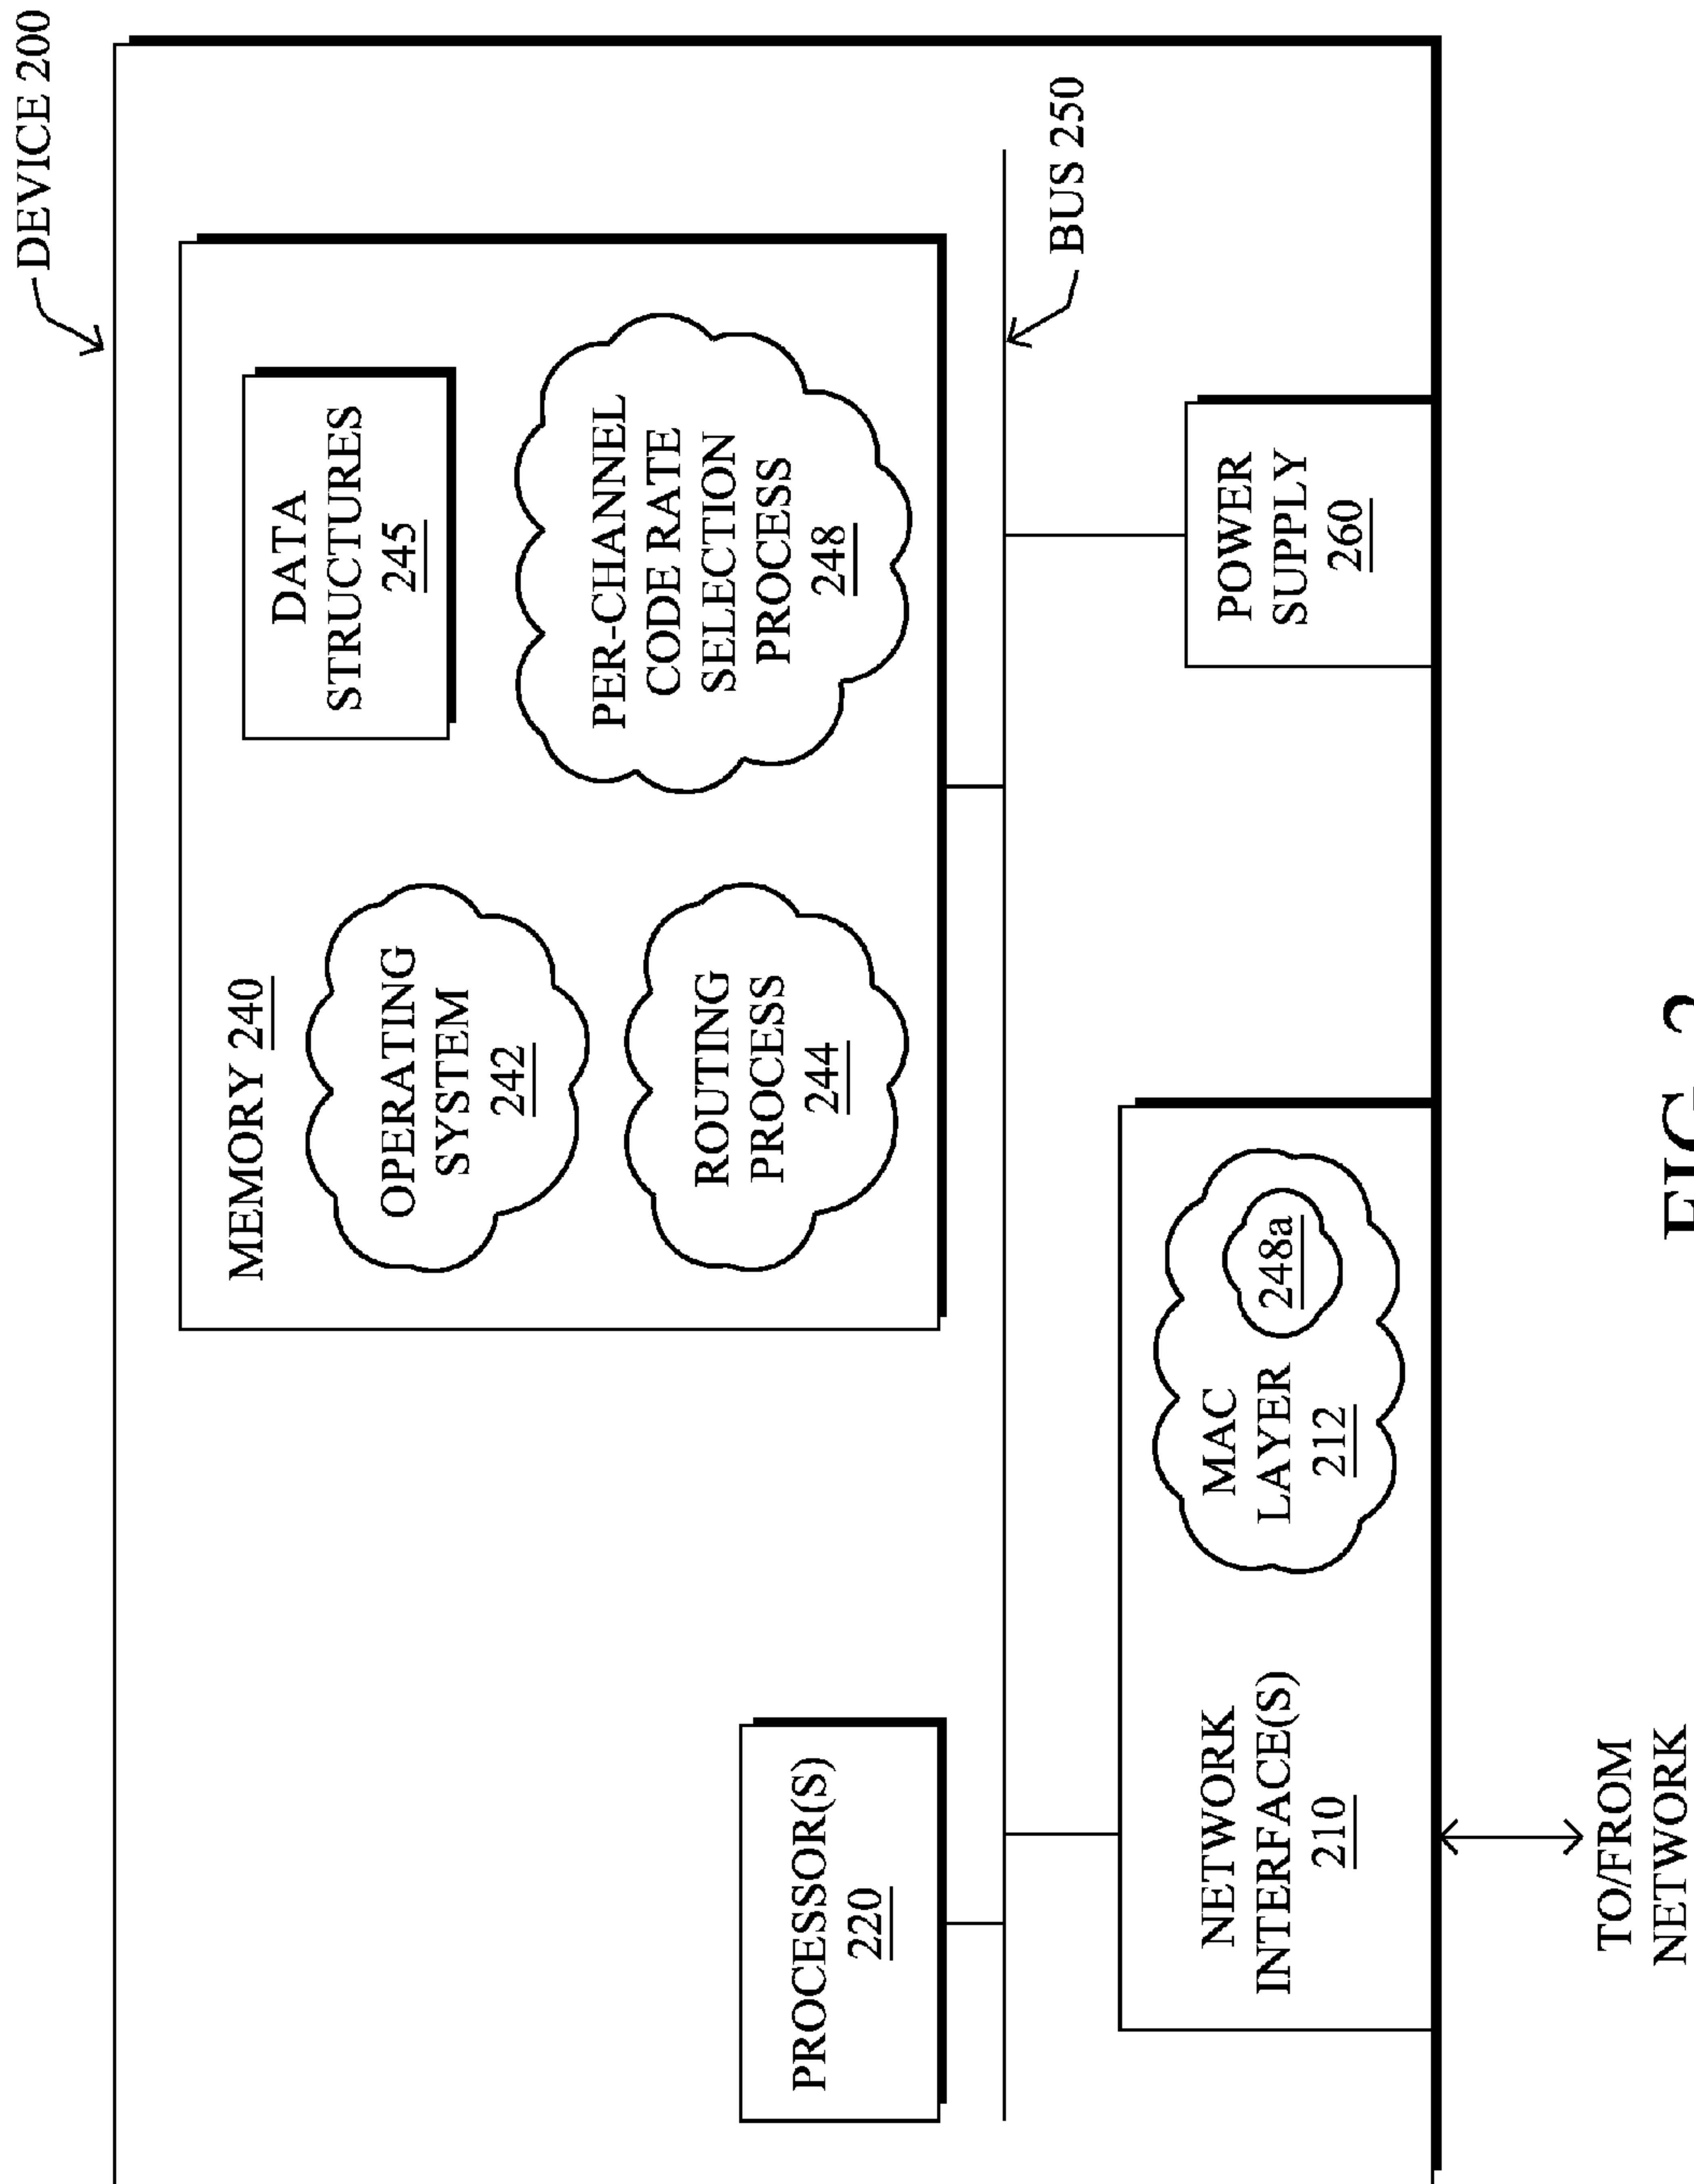 DEVICE 200
MEMORY 240
OPERATING
SYSTEM
242
DATA
STRUCTURES
245
ROUTING
PROCESS
244
PER-CHANNEL
CODE RATE
SELECTION
PROCESS
248
PROCESSOR(S)
220
BUS 250
NETWORK
INTERFACE(S)
210
MAC
LAYER
212
248a
POWER
SUPPLY
260
TO/FROM
NETWORK